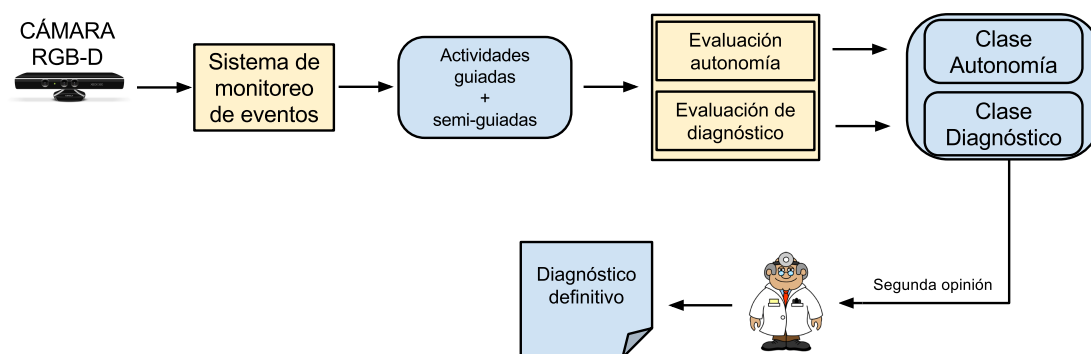 CÁMARA
RGB-D
Sistema de
monitoreo
de eventos
Actividades
guiadas
+
semi-guiadas
Evaluación
autonomía
Evaluación de
diagnóstico
Clase
Autonomía
Clase
Diagnóstico
Segunda opinión
Diagnóstico
definitivo